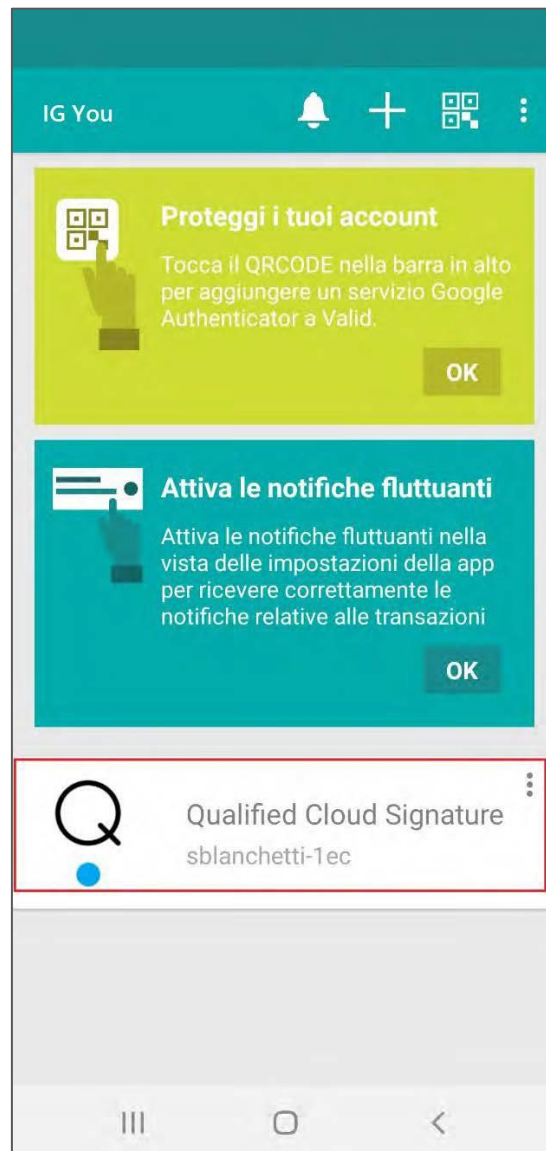 IG You
Proteggi i tuoi account
Tocca il QRCODE nella barra in alto
per aggiungere un servizio Google
Authenticator a Valid.
OK
Attiva le notifiche fluttuanti
Attiva le notifiche fluttuanti nella
vista delle impostazioni della app
per ricevere correttamente le
notifiche relative alle transazioni
OK
Qualified Cloud Signature
sblanchetti-1ec